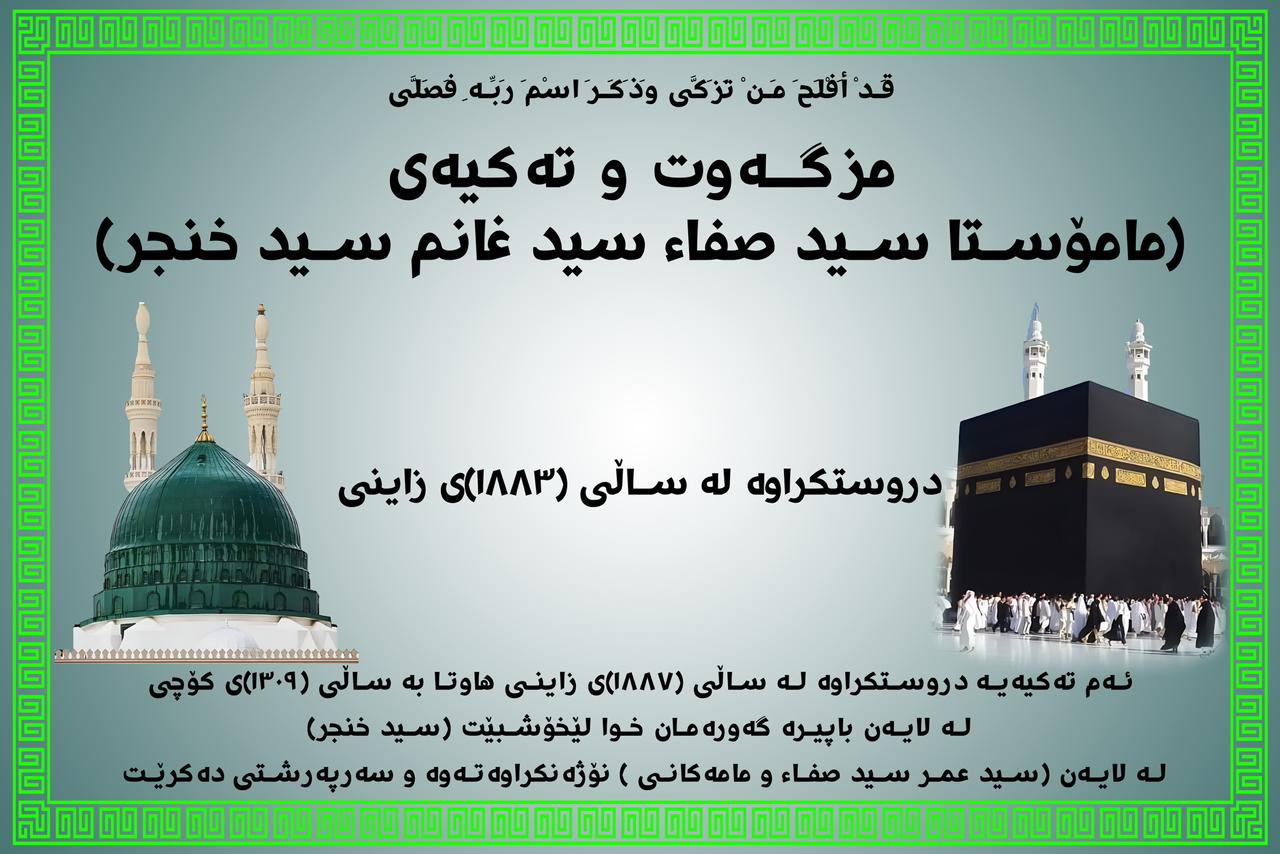 قَدْ أَفْلَحَ مَنْ تَزَكَّى وَذَكَرَ اسْمَ رَبِّهِ فَصَلَّى
مزگەوت و تەکیەی
(مامۆستا سید صفاء سید غانم سید خنجر)
دروستکراوە لە ساڵی (١٨٨٣)ی زاینی
ئەم تەکیەیە دروستکراوە لە ساڵی (١٨٨٧)ی زاینی هاوتا بە ساڵی (١٣٠٩)ی کۆچی
لە لایەن باپیرە گەورەمان خوا لێخۆشبێت (سید خنجر)
لە لایەن (سید عمر سید صفاء و مامەکانی ) نۆژەنکراوەتەوە و سەرپەرشتی دەکرێت